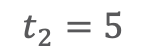 t₂ = 5